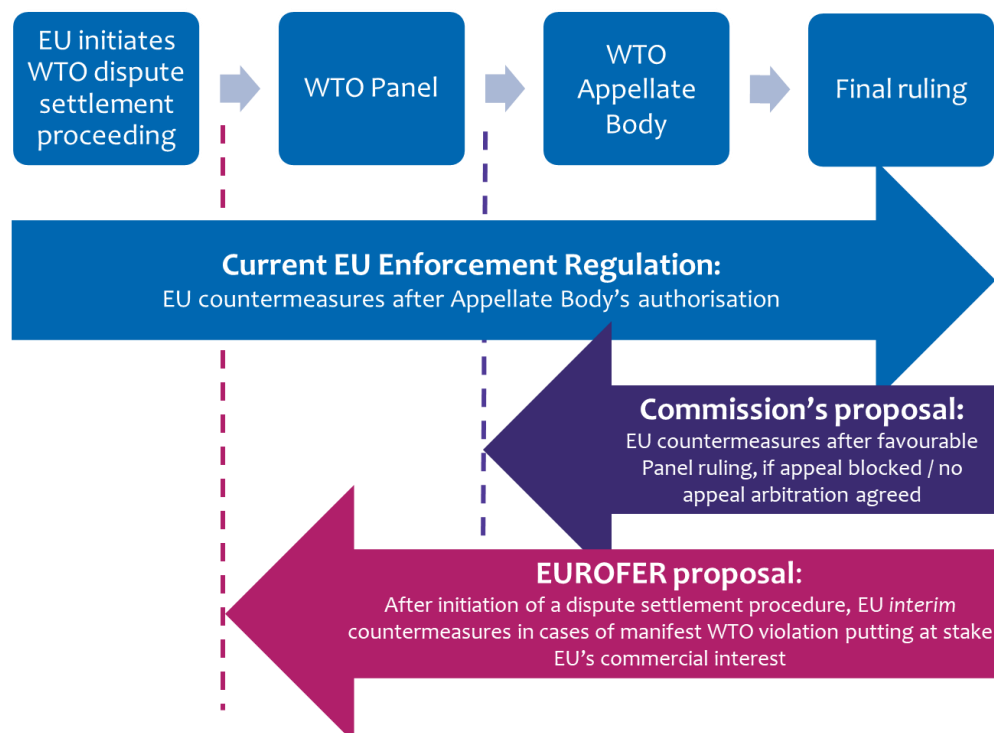 EU initiates
WTO dispute
settlement
proceeding
WTO Panel
WTO
Appellate
Body
Final ruling
Current EU Enforcement Regulation:
EU countermeasures after Appellate Body's authorisation
Commission's proposal:
EU countermeasures after favourable
Panel ruling, if appeal blocked / no
appeal arbitration agreed
EUROFER proposal:
After initiation of a dispute settlement procedure, EU interim
countermeasures in cases of manifest WTO violation putting at stake
EU's commercial interest